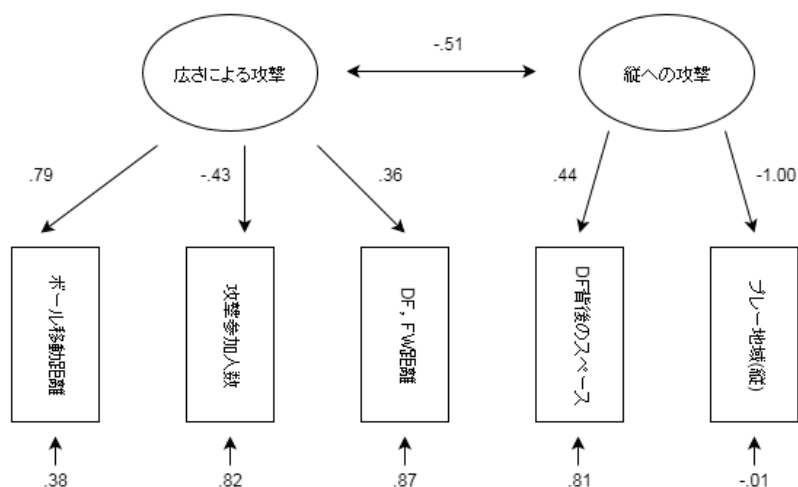 -.51
広さによる攻撃
縦への攻撃
.79
-.43
.36
.44
-1.00
ボール移動距離
攻撃参加人数
DF，FW距離
DF背後のスペース
プレー地域(縦)
.38
.82
.87
.81
-.01